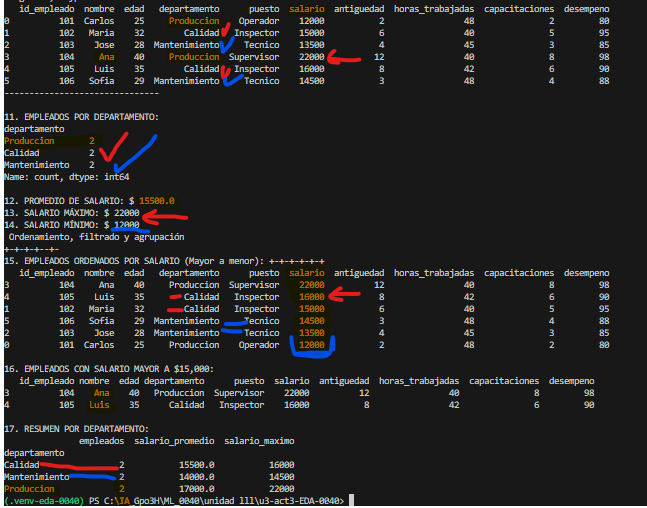 id_empleado nombre edad departamento puesto salario antiguedad horas_trabajadas capacitaciones desempeno
0 101 Carlos 25 Produccion Operador 12000 2 48 2 80
1 102 Maria 32 Calidad Inspector 15000 6 40 5 95
2 103 Jose 28 Mantenimiento Tecnico 13500 4 45 3 85
3 104 Ana 40 Produccion Supervisor 22000 12 40 8 98
4 105 Luis 35 Calidad Inspector 16000 8 42 6 90
5 106 Sofia 29 Mantenimiento Tecnico 14500 3 48 4 88
-------------------------------
11. EMPLEADOS POR DEPARTAMENTO:
departamento
Produccion 2
Calidad 2
Mantenimiento 2
Name: count, dtype: int64
12. PROMEDIO DE SALARIO: $ 15500.0
13. SALARIO MÁXIMO: $ 22000
14. SALARIO MÍNIMO: $ 12000
Ordenamiento, filtrado y agrupación
+-+-+-+--+-
15. EMPLEADOS ORDENADOS POR SALARIO (Mayor a menor): +-+-+-+-+-+
id_empleado nombre edad departamento puesto salario antiguedad horas_trabajadas capacitaciones desempeno
3 104 Ana 40 Produccion Supervisor 22000 12 40 8 98
4 105 Luis 35 Calidad Inspector 16000 8 42 6 90
1 102 Maria 32 Calidad Inspector 15000 6 40 5 95
5 106 Sofia 29 Mantenimiento Tecnico 14500 3 48 4 88
2 103 Jose 28 Mantenimiento Tecnico 13500 4 45 3 85
0 101 Carlos 25 Produccion Operador 12000 2 48 2 80
16. EMPLEADOS CON SALARIO MAYOR A $15,000:
id_empleado nombre edad departamento puesto salario antiguedad horas_trabajadas capacitaciones desempeno
3 104 Ana 40 Produccion Supervisor 22000 12 40 8 98
4 105 Luis 35 Calidad Inspector 16000 8 42 6 90
17. RESUMEN POR DEPARTAMENTO:
empleados salario_promedio salario_maximo
departamento
Calidad 2 15500.0 16000
Mantenimiento 2 14000.0 14500
Produccion 2 17000.0 22000
(.venv-eda-0040) PS C:\IA_Gpo3H\ML_0040\unidad lll\u3-act3-EDA-0040>